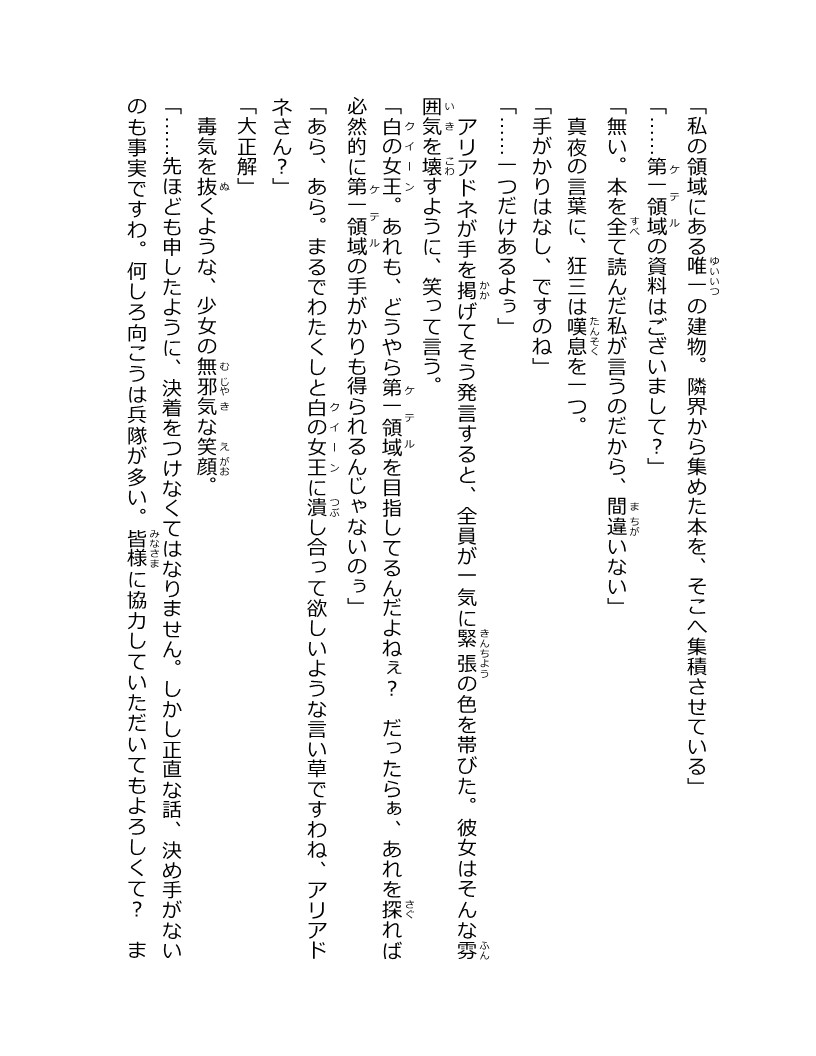 「私の領域にある唯一の建物。隣界から集めた本を、そこへ集積させている」
「……第一領域の資料はございまして？」
「無い。本を全て読んだ私が言うのだから、間違いない」
　真夜の言葉に、狂三は嘆息を一つ。
「手がかりはなし、ですのね」
「……一つだけあるよぅ」
　アリアドネが手を掲げてそう発言すると、全員が一気に緊張の色を帯びた。彼女はそんな雰
囲気を壊すように、笑って言う。
「白の女王。あれも、どうやら第一領域を目指してるんだよねぇ？　だったらぁ、あれを探れば
必然的に第一領域の手がかりも得られるんじゃないのぅ」
「あら、あら。まるでわたくしと白の女王に潰し合って欲しいような言い草ですわね、アリアド
ネさん？」
「大正解」
　毒気を抜くような、少女の無邪気な笑顔。
「……先ほども申したように、決着をつけなくてはなりません。しかし正直な話、決め手がない
のも事実ですわ。何しろ向こうは兵隊が多い。皆様に協力していただいてもよろしくて？　ま